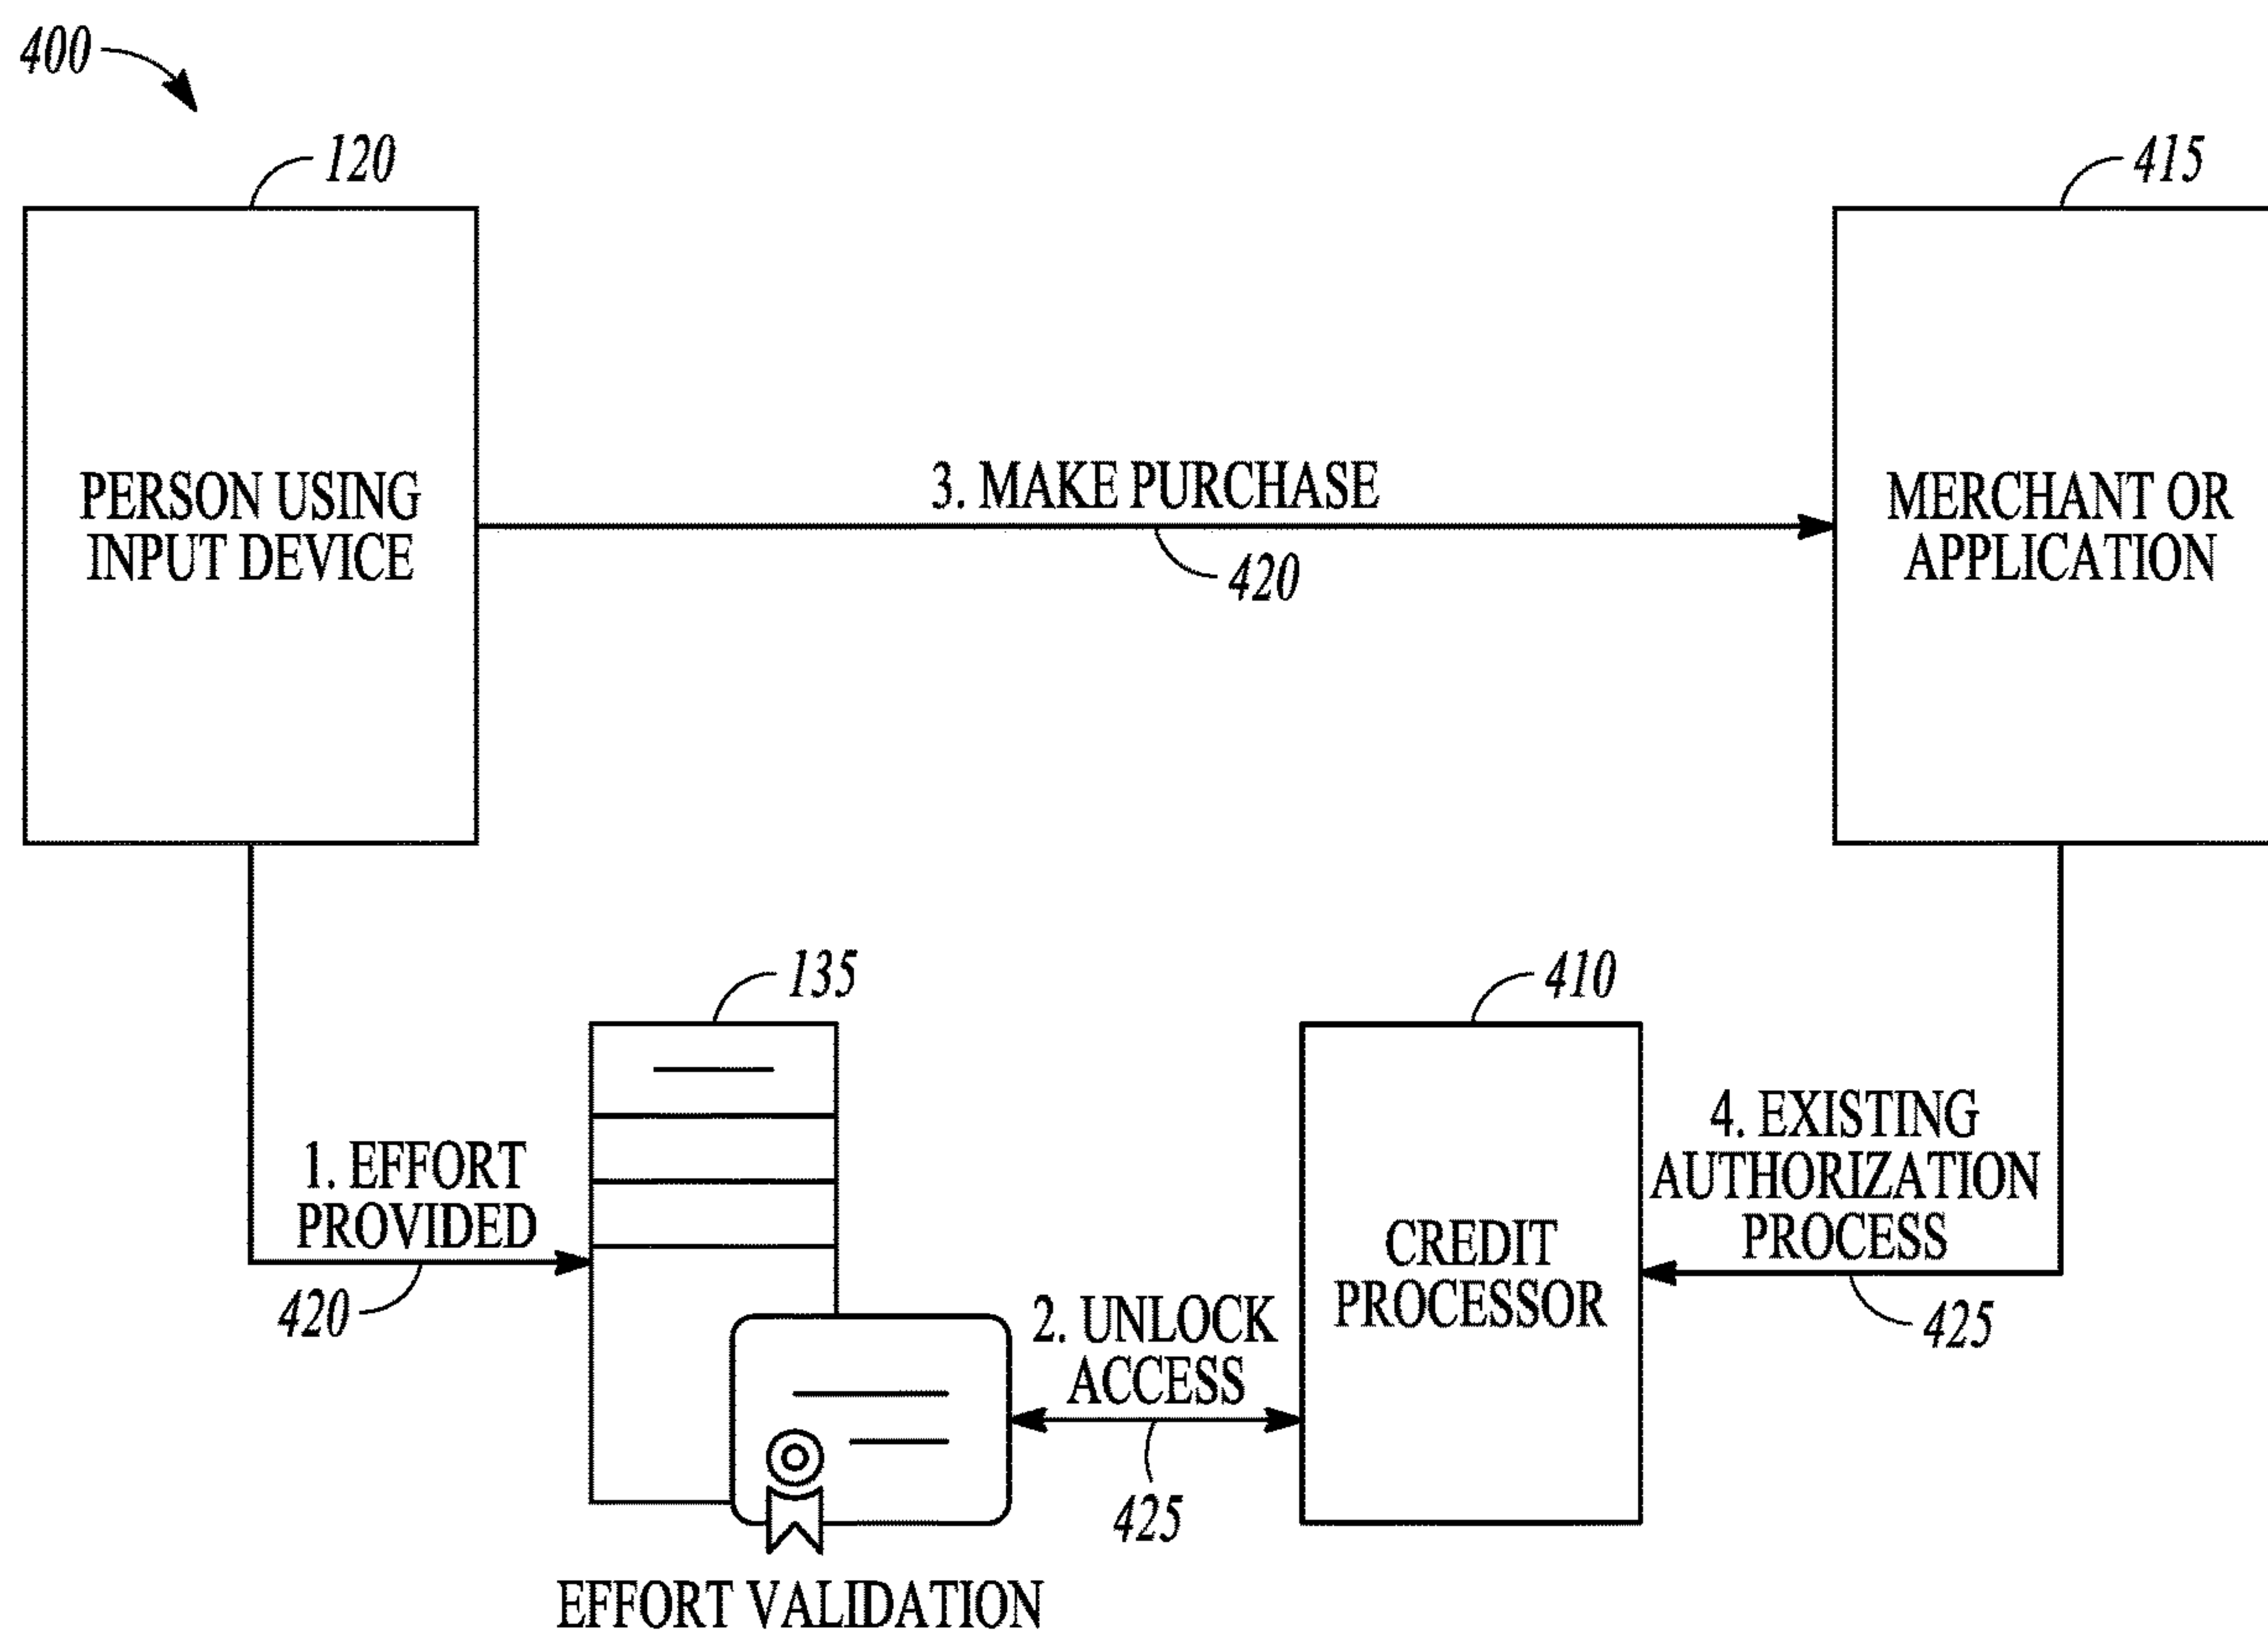 400
120
415
PERSON USING
INPUT DEVICE
3. MAKE PURCHASE
420
MERCHANT OR
APPLICATION
135
410
1. EFFORT
PROVIDED
420
2. UNLOCK
ACCESS
425
CREDIT
PROCESSOR
4. EXISTING
AUTHORIZATION
PROCESS
425
EFFORT VALIDATION